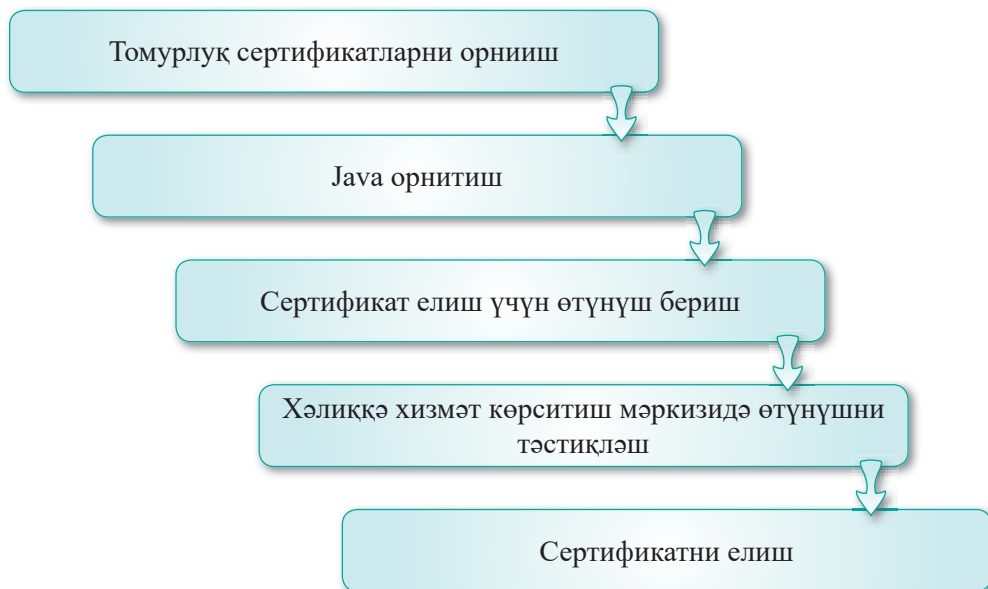 Томурлуқ сертификатларни орнииш
Java орнитиш
Сертификат елиш үчүн өтүнүш бериш
Хәлиққә хизмәт көрситиш мәркизидә өтүнүшни
тәстиқләш
Сертификатни елиш